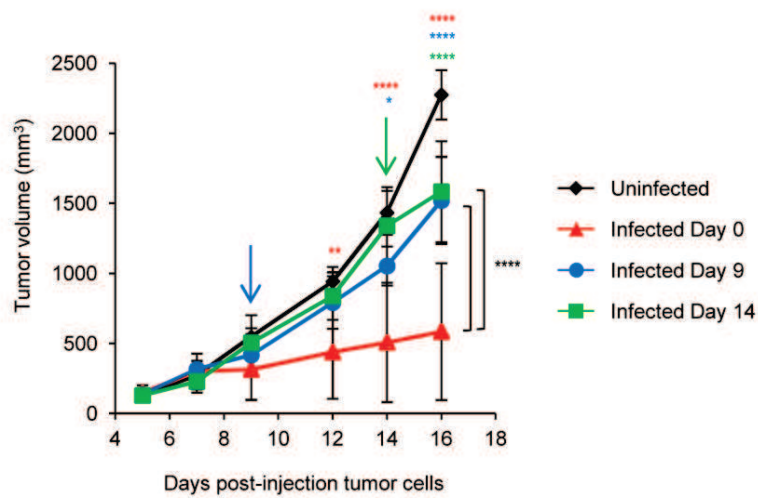 ****
****
****
****
*
**
2500
2000
1500
1000
500
0
Tumor volume (mm³)
4 6 8 10 12 14 16 18
Days post-injection tumor cells
Uninfected
Infected Day 0
Infected Day 9
Infected Day 14
****